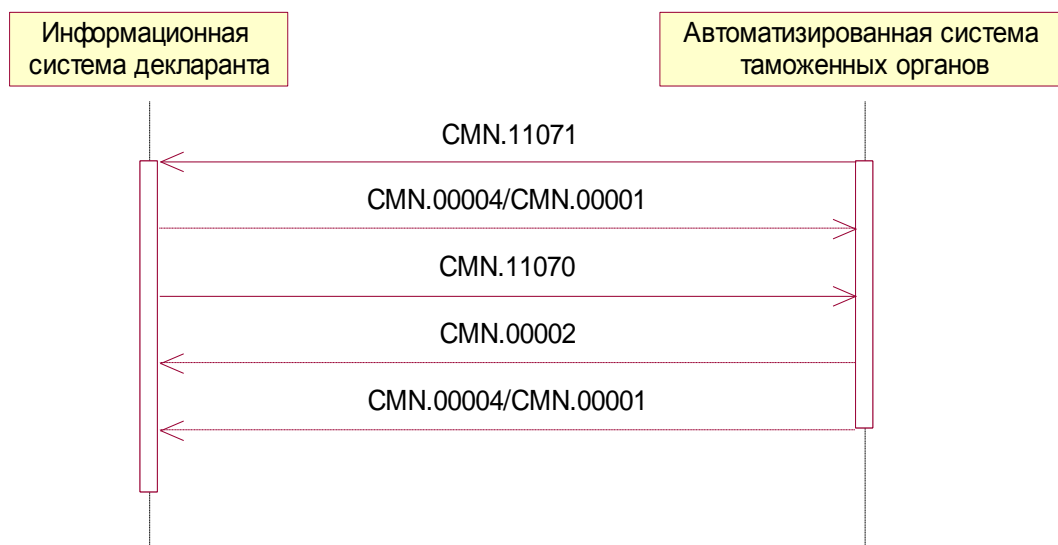 Информационная
система декларанта
Автоматизированная система
таможенных органов
CMN.11071
CMN.00004/CMN.00001
CMN.11070
CMN.00002
CMN.00004/CMN.00001